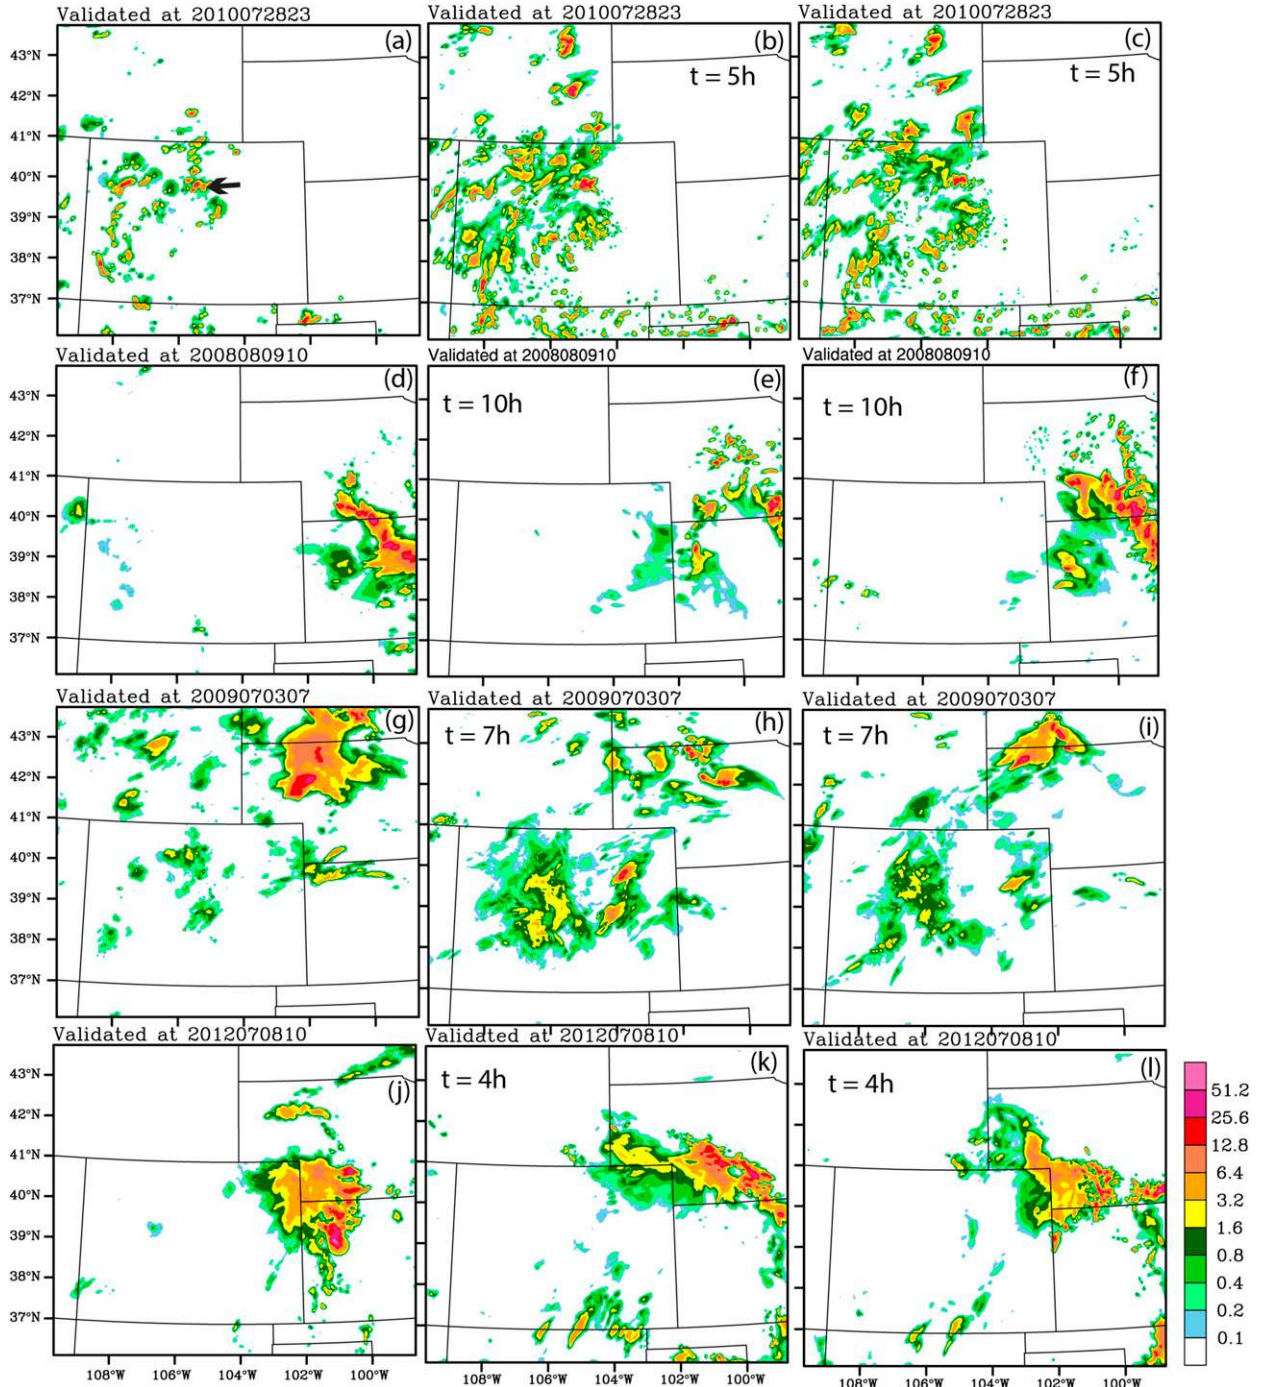 Validated at 2010072823
Validated at 2010072823
Validated at 2010072823
(a)
(b)
(c)
t = 5h
t = 5h
43°N
42°N
41°N
40°N
39°N
38°N
37°N
Validated at 2008080910
Validated at 2008080910
Validated at 2008080910
(d)
(e)
(f)
t = 10h
t = 10h
43°N
42°N
41°N
40°N
39°N
38°N
37°N
Validated at 2009070307
Validated at 2009070307
Validated at 2009070307
(g)
(h)
(i)
t = 7h
t = 7h
43°N
42°N
41°N
40°N
39°N
38°N
37°N
Validated at 2012070810
Validated at 2012070810
Validated at 2012070810
(j)
(k)
(l)
t = 4h
t = 4h
43°N
42°N
41°N
40°N
39°N
38°N
37°N
51.2
25.6
12.8
6.4
3.2
1.6
0.8
0.4
0.2
0.1
108°W 106°W 104°W 102°W 100°W
108°W 106°W 104°W 102°W 100°W
108°W 106°W 104°W 102°W 100°W